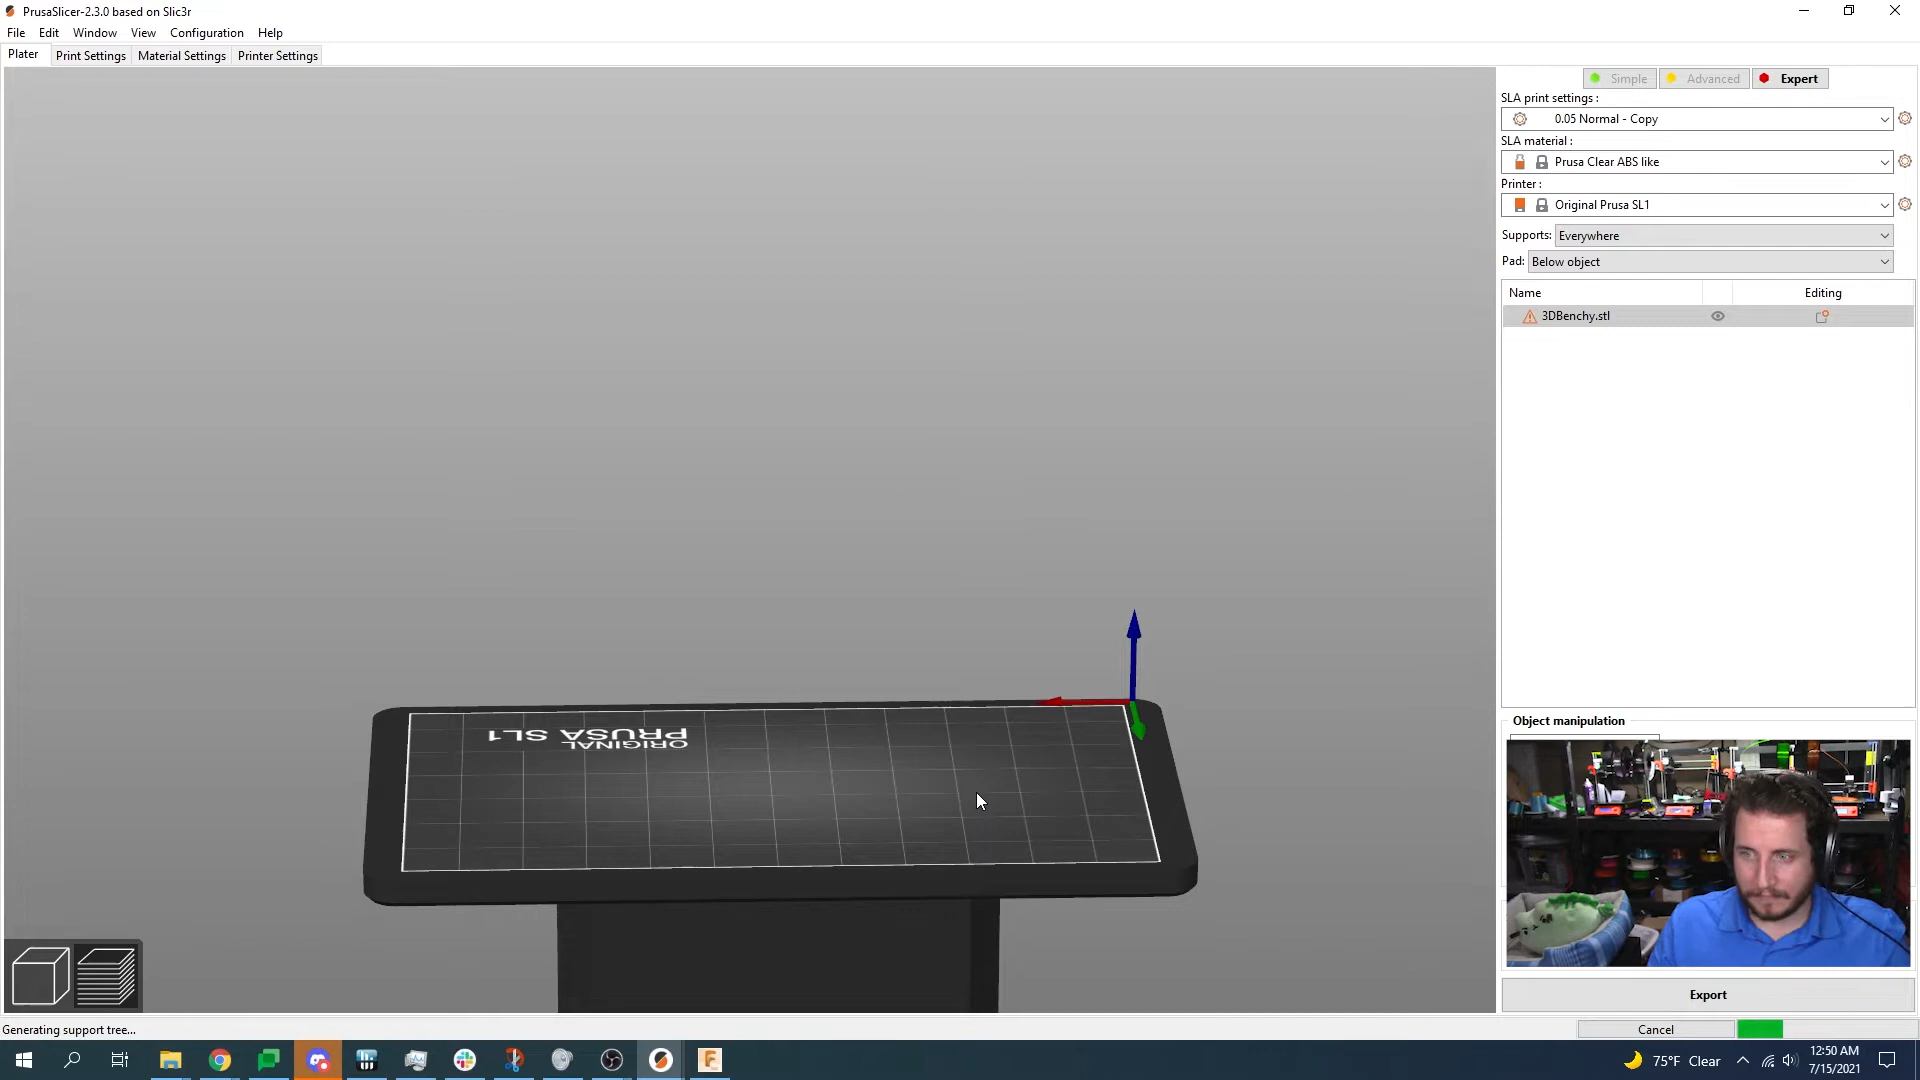 PrusaSlicer-2.3.0 based on Slic3r
File Edit Window View Configuration Help
Plater Print Settings Material Settings Printer Settings
Simple Advanced Expert
SLA print settings :
0.05 Normal - Copy
SLA material :
Prusa Clear ABS like
Printer :
Original Prusa SL1
Supports: Everywhere
Pad: Below object
Name Editing
3DBenchy.stl
Object manipulation
ORIGINAL
PRUSA SL1
Export
Generating support tree...
Cancel
75°F Clear
12:50 AM
7/15/2021